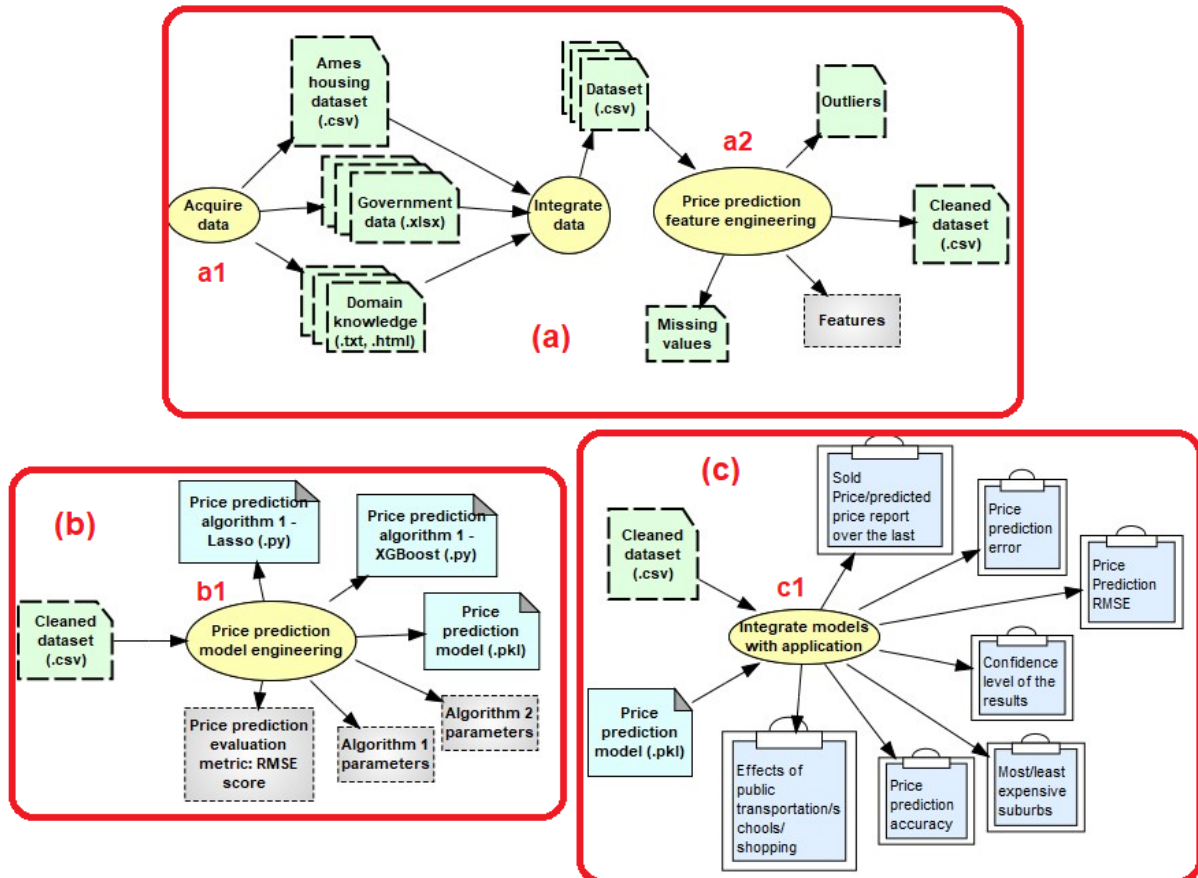 Ames
housing
dataset
(.csv)
Acquire
data
a1
Government
data (.xlsx)
Domain
knowledge
(.txt, .html)
Integrate
data
Dataset
(.csv)
a2
Price prediction
feature engineering
Outliers
Cleaned
dataset
(.csv)
Missing
values
Features
(a)
(b)
Price prediction
algorithm 1 -
Lasso (.py)
Price prediction
algorithm 1 -
XGBoost (.py)
b1
Cleaned
dataset
(.csv)
Price prediction
model engineering
Price
prediction
model (.pkl)
Price prediction
evaluation
metric: RMSE
score
Algorithm 1
parameters
Algorithm 2
parameters
(c)
Sold
Price/predicted
price report
over the last
Price
prediction
error
Price
Prediction
RMSE
Cleaned
dataset
(.csv)
c1
Integrate models
with application
Confidence
level of the
results
Price
prediction
model (.pkl)
Effects of
public
transportation/s
chools/
shopping
Price
prediction
accuracy
Most/least
expensive
suburbs